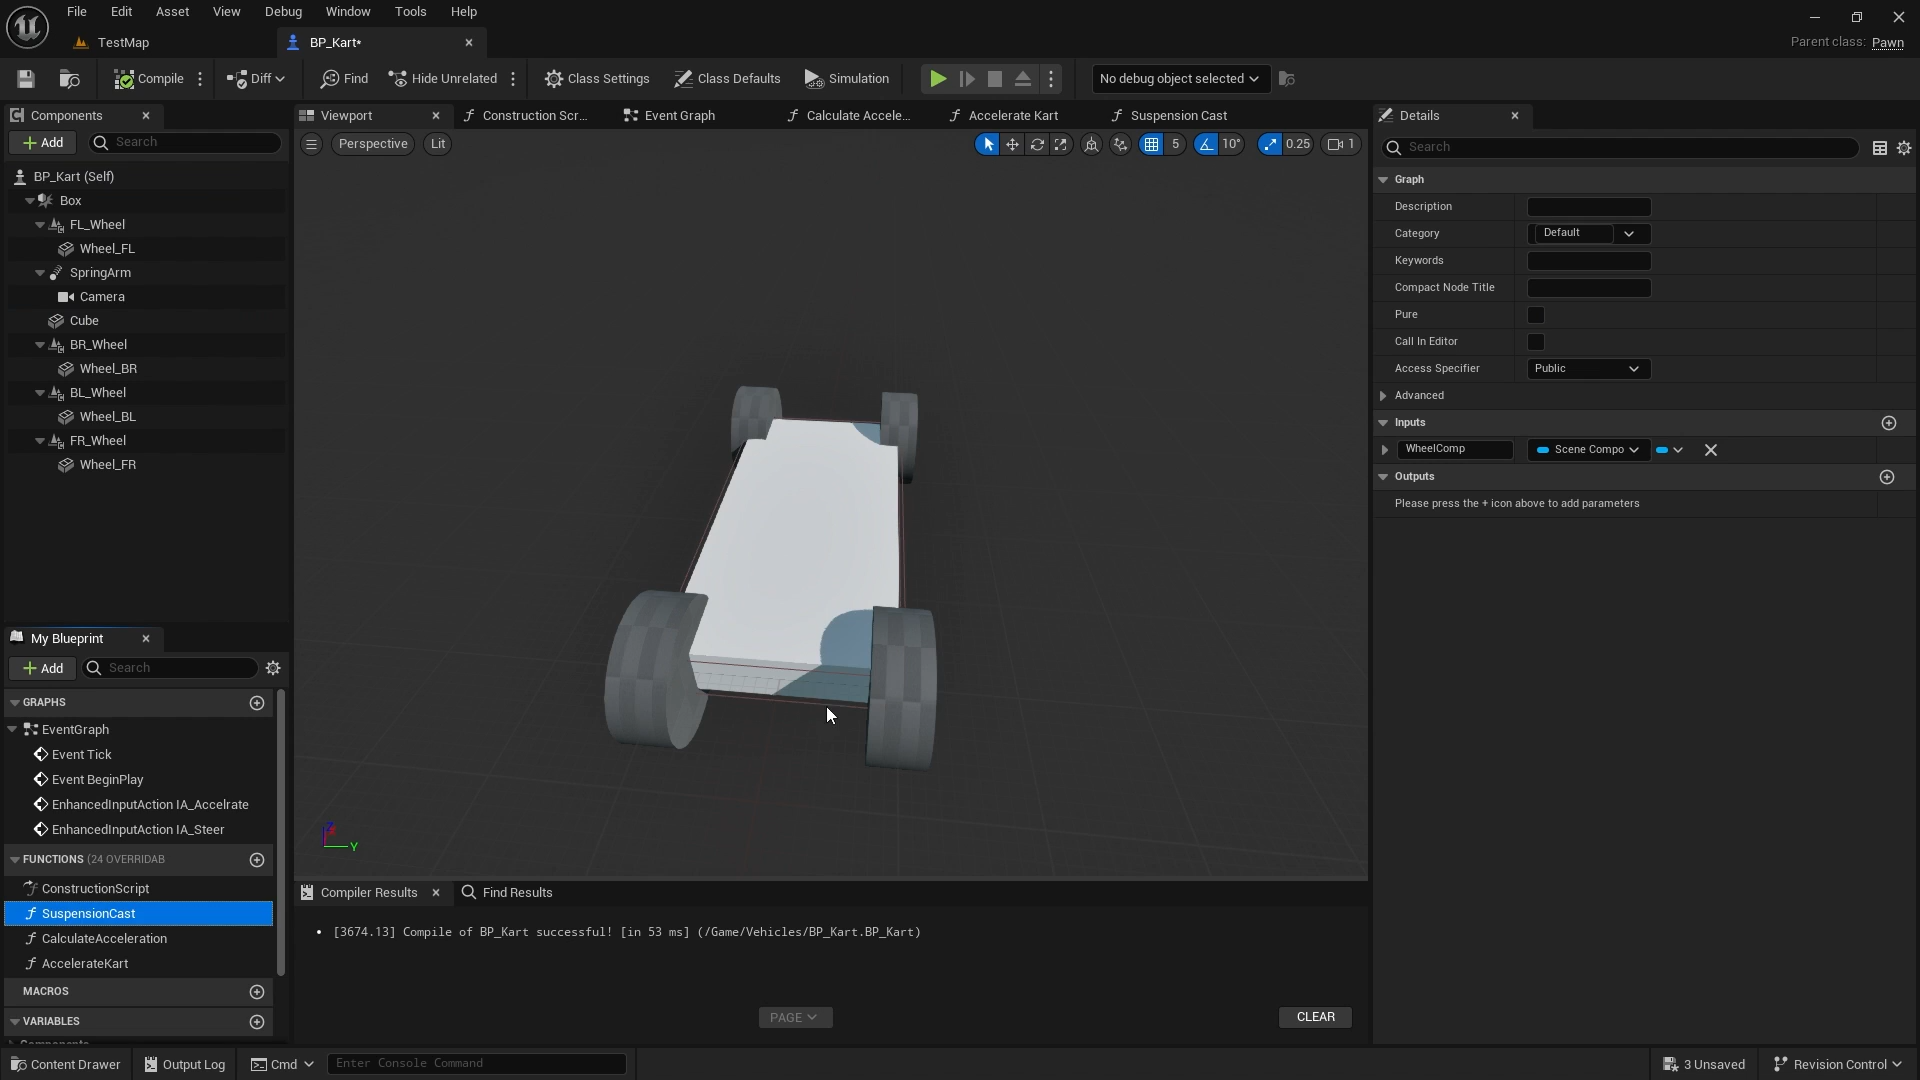 File Edit Asset View Debug Window Tools Help
TestMap
BP_Kart*
Parent class: Pawn
Compile
Diff
Find
Hide Unrelated
Class Settings
Class Defaults
Simulation
No debug object selected
Components
Add
Search
BP_Kart (Self)
Box
FL_Wheel
Wheel_FL
SpringArm
Camera
Cube
BR_Wheel
Wheel_BR
BL_Wheel
Wheel_BL
FR_Wheel
Wheel_FR
My Blueprint
Add
Search
GRAPHS
EventGraph
Event Tick
Event BeginPlay
EnhancedInputAction IA_Accelrate
EnhancedInputAction IA_Steer
FUNCTIONS (24 OVERRIDAB
ConstructionScript
SuspensionCast
CalculateAcceleration
AccelerateKart
MACROS
VARIABLES
Viewport
Construction Scr...
Event Graph
Calculate Accele...
Accelerate Kart
Suspension Cast
Perspective
Lit
5
10°
0.25
1
Z
Y
Compiler Results
Find Results
[3674.13] Compile of BP_Kart successful! [in 53 ms] (/Game/Vehicles/BP_Kart.BP_Kart)
PAGE
CLEAR
Details
Search
Graph
Description
Category Default
Keywords
Compact Node Title
Pure
Call In Editor
Access Specifier Public
Advanced
Inputs
WheelComp Scene Compo
Outputs
Please press the + icon above to add parameters
Content Drawer
Output Log
Cmd
Enter Console Command
3 Unsaved
Revision Control